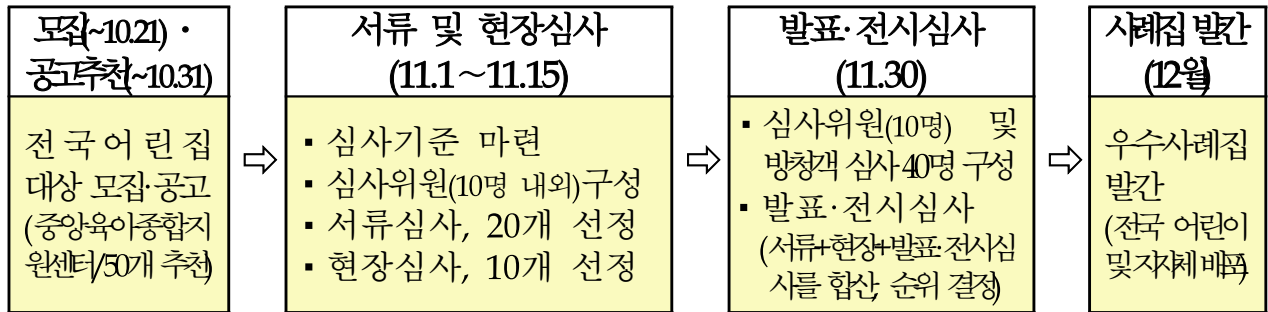 모집(~10.21)·
공고추천(~10.31)
전국어린집
대상 모집·공고
(중앙육아종합지
원센터/50개 추천)
서류 및 현장심사
(11.1～11.15)
▪ 심사기준 마련
▪ 심사위원(10명 내외)구성
▪ 서류심사, 20개 선정
▪ 현장심사, 10개 선정
발표·전시심사
(11.30)
▪ 심사위원(10명) 및
방청객 심사 40명 구성
▪ 발표·전시심사
(서류+현장+발표·전시심
사를 합산, 순위 결정)
사례집 발간
(12월)
우수사례집
발간
(전국 어린이
및 지자체 배포)